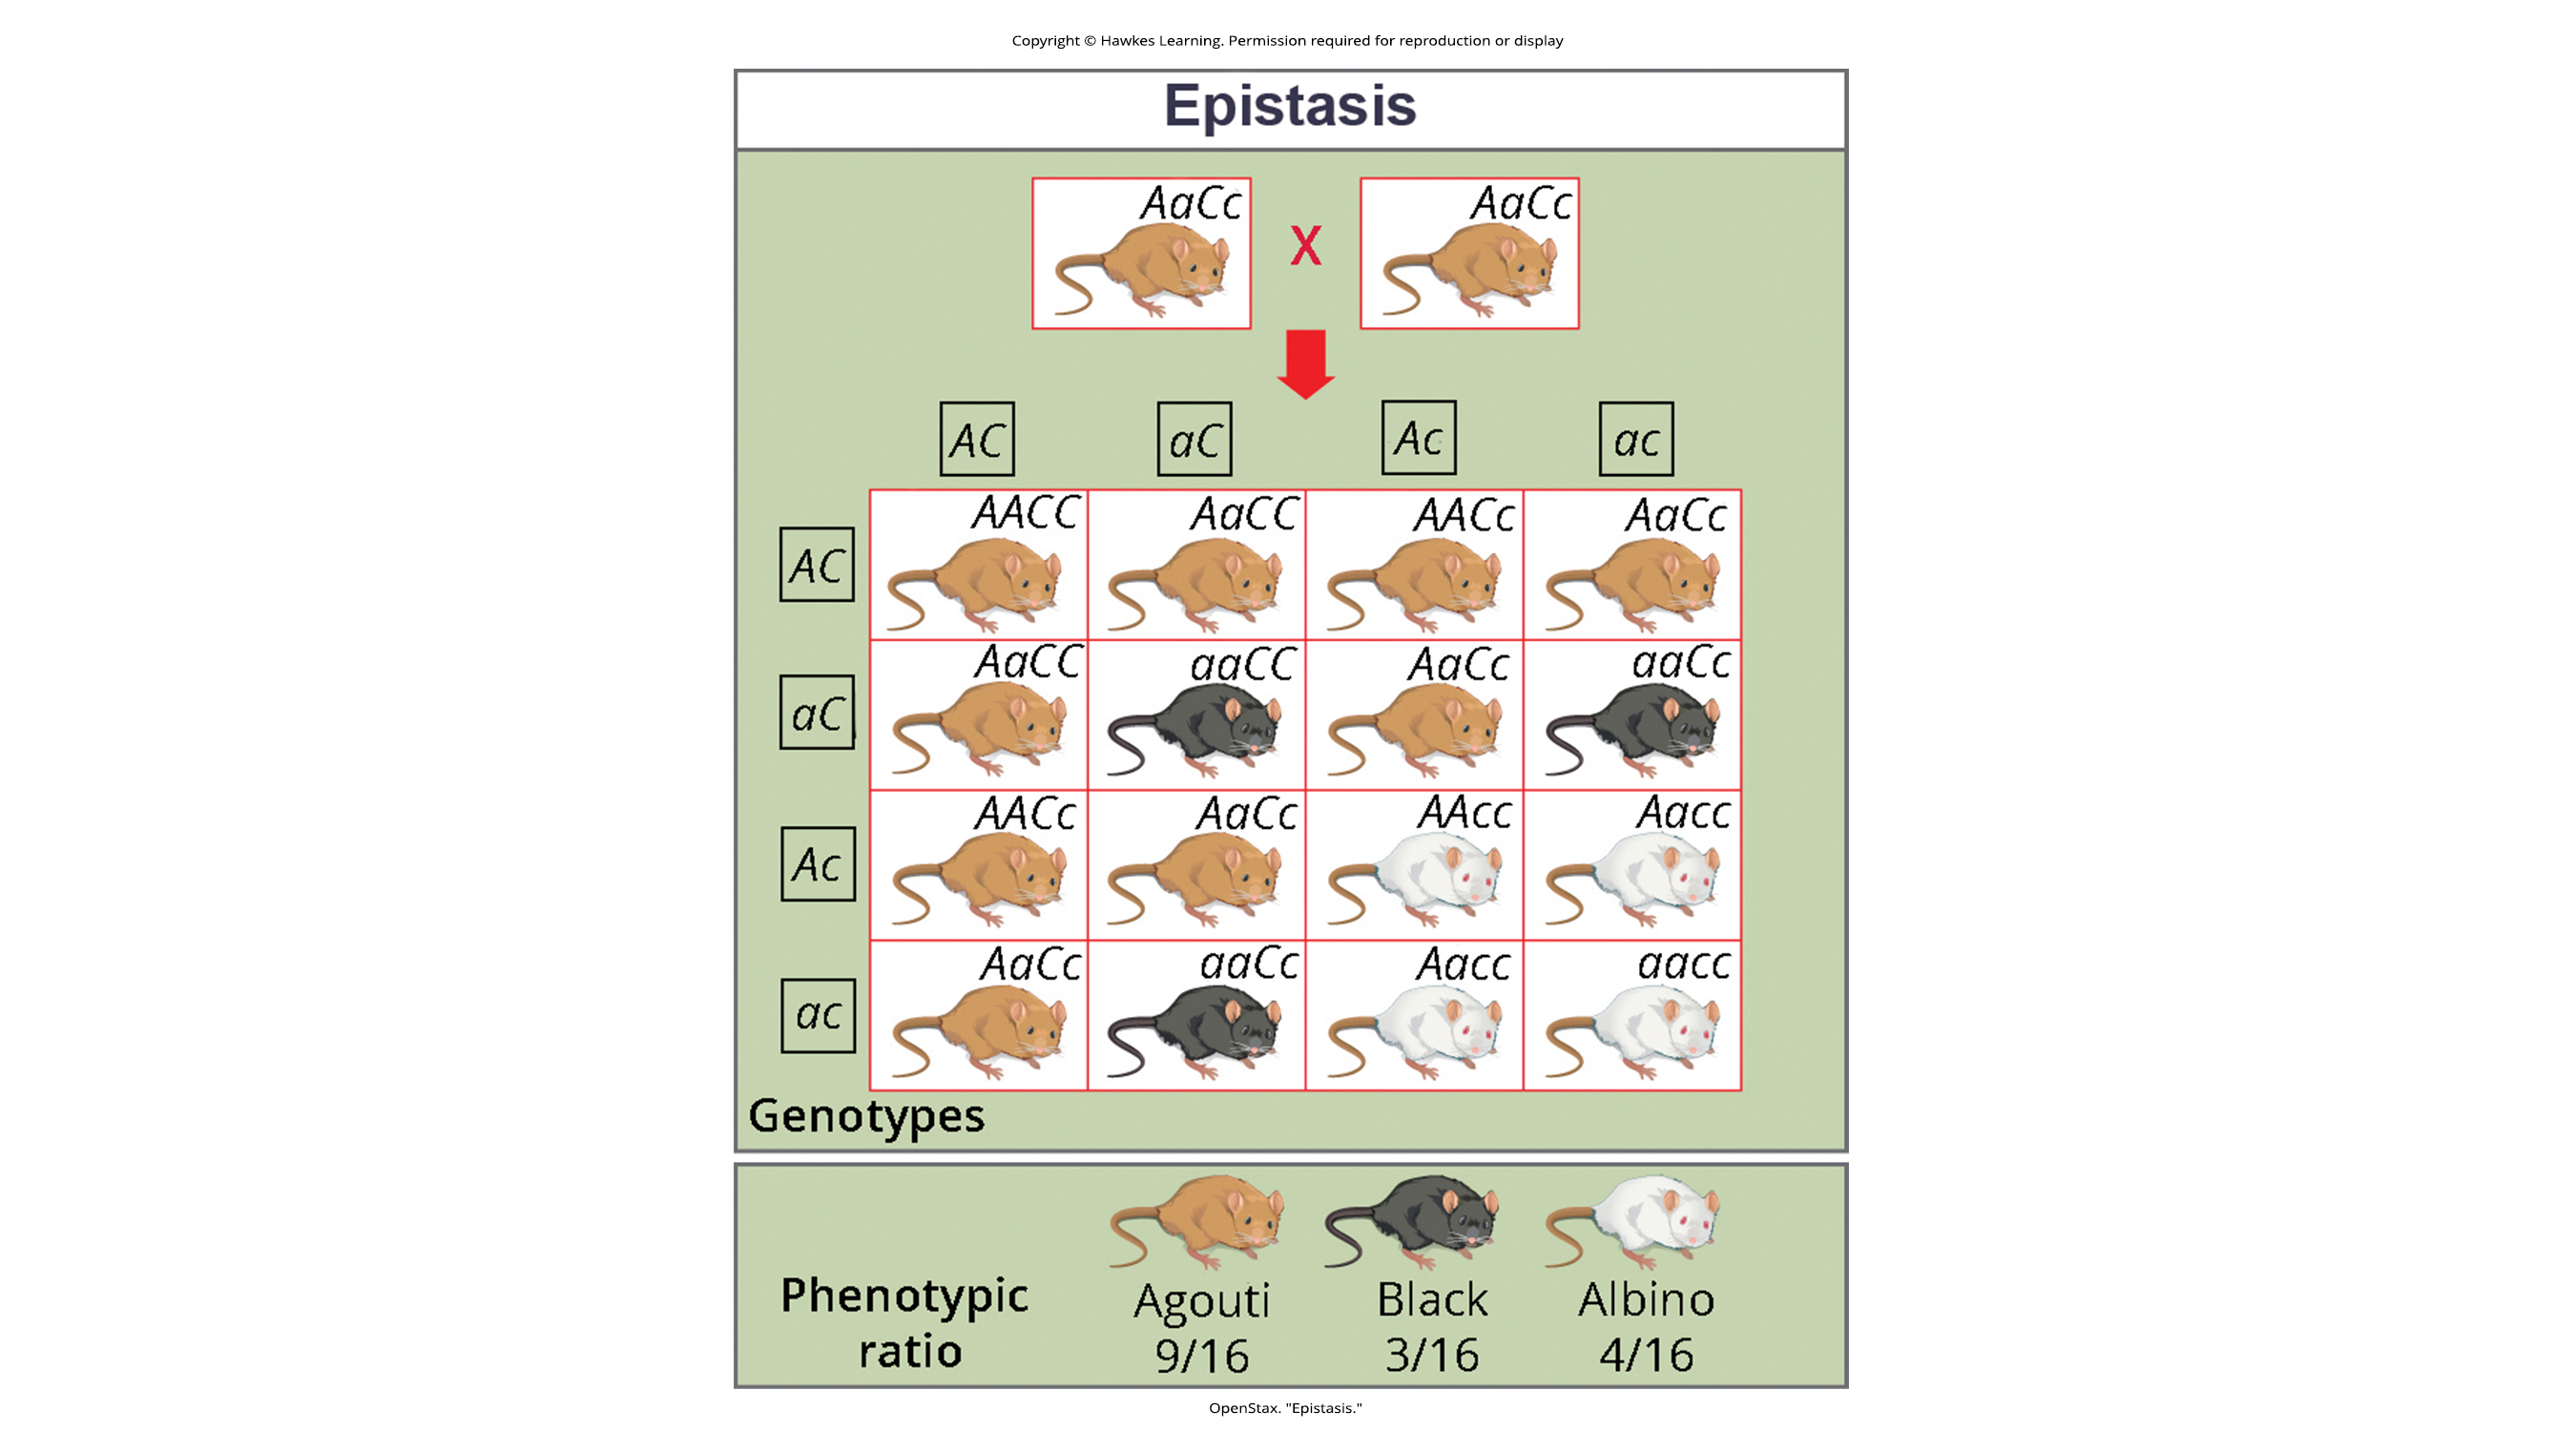 Copyright © Hawkes Learning. Permission required for reproduction or display
Epistasis
AaCc X AaCc
AC aC Ac ac
AC AACC AaCC AACc AaCc
aC AaCC aaCC AaCc aaCc
Ac AACc AaCc AAcc Aacc
ac AaCc aaCc Aacc aacc
Genotypes
Phenotypic ratio
Agouti Black Albino
9/16 3/16 4/16
OpenStax. "Epistasis."